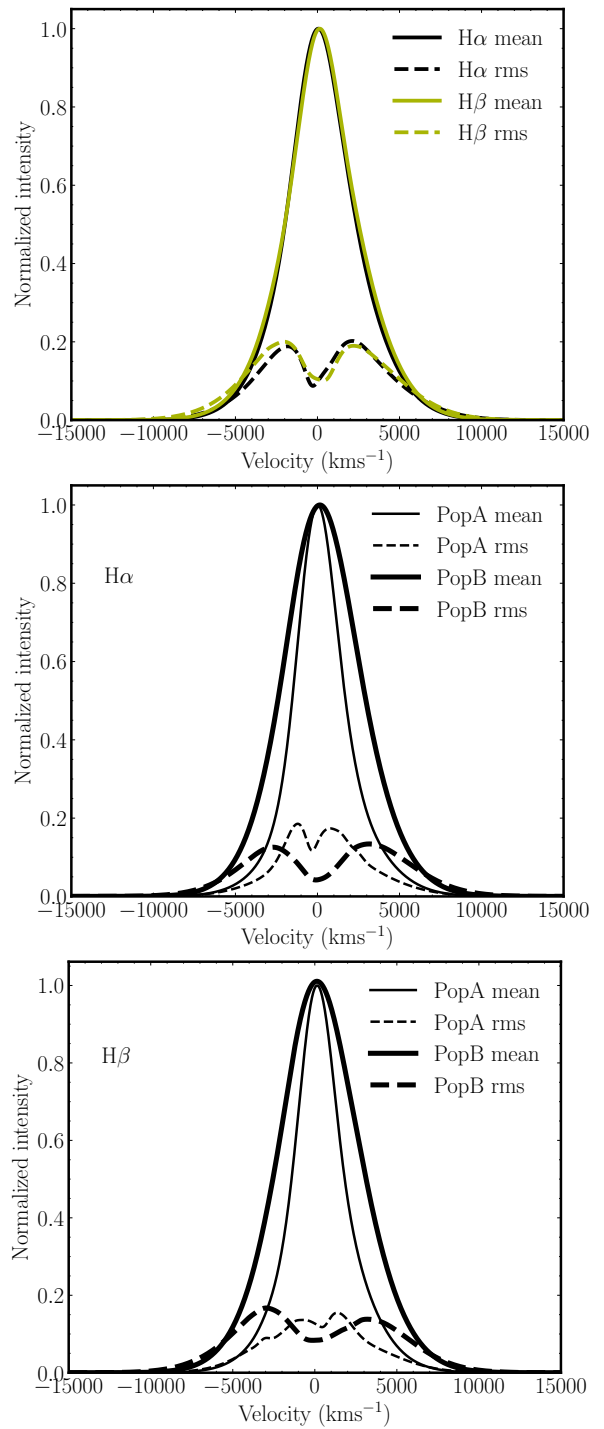 1.0
0.8
0.6
0.4
0.2
0.0
Normalized intensity
Hα mean
Hα rms
Hβ mean
Hβ rms
−15000 −10000 −5000 0 5000 10000 15000
Velocity (kms⁻¹)
1.0
0.8
0.6
0.4
0.2
0.0
Normalized intensity
Hα
PopA mean
PopA rms
PopB mean
PopB rms
−15000 −10000 −5000 0 5000 10000 15000
Velocity (kms⁻¹)
1.0
0.8
0.6
0.4
0.2
0.0
Normalized intensity
Hβ
PopA mean
PopA rms
PopB mean
PopB rms
−15000 −10000 −5000 0 5000 10000 15000
Velocity (kms⁻¹)